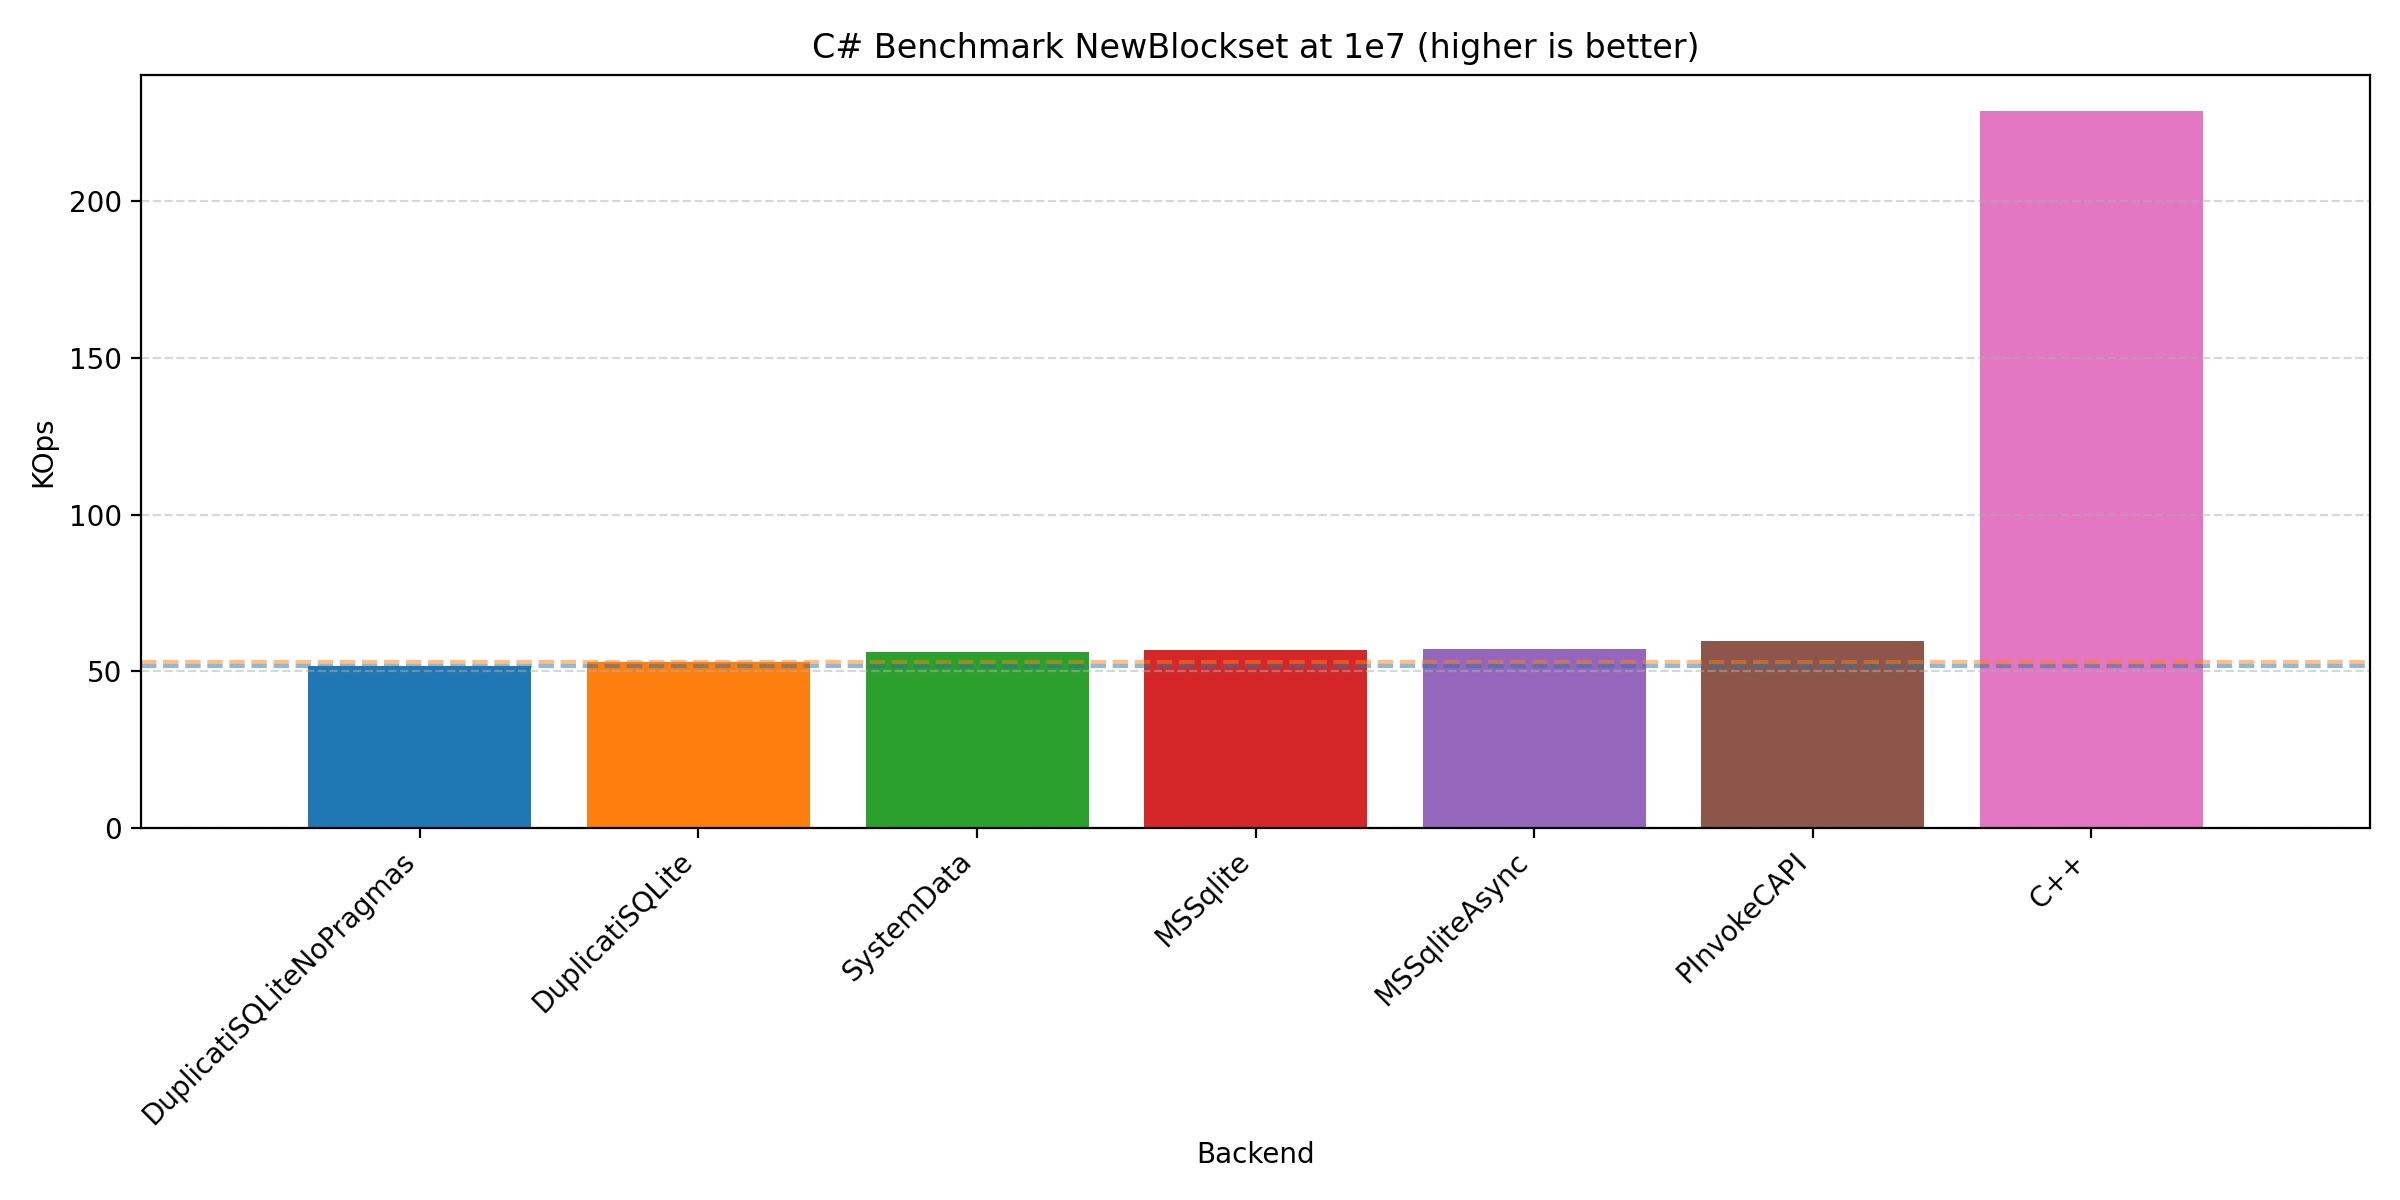 C# Benchmark NewBlockset at 1e7 (higher is better)
KOps
200
150
100
50
0
DuplicatiSQLiteNoPragmas
DuplicatiSQLite
SystemData
MSSqlite
MSSqliteAsync
PInvokeCAPI
C++
Backend